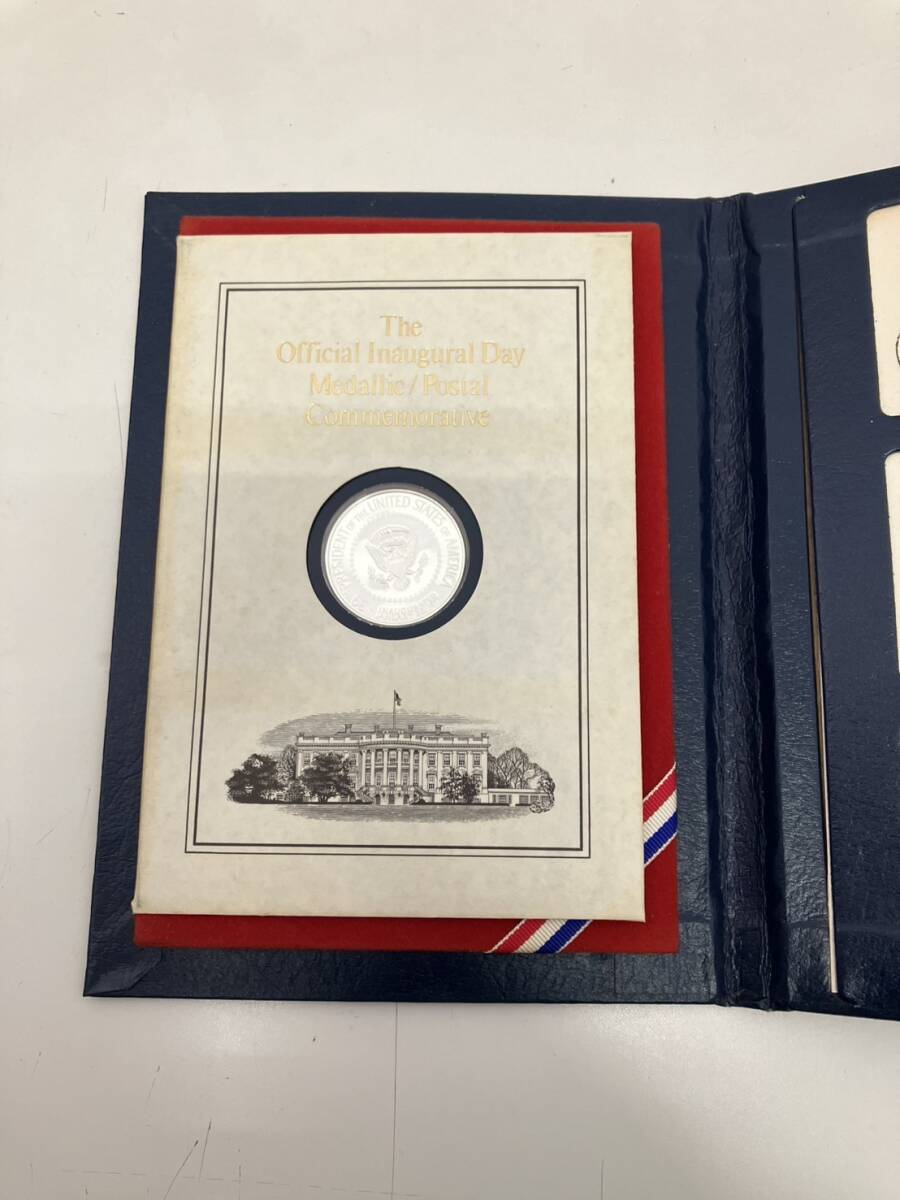 The
Official Inaugural Day
Medallic/Postal
Commemorative
PRESIDENT OF THE UNITED STATES OF AMERICA